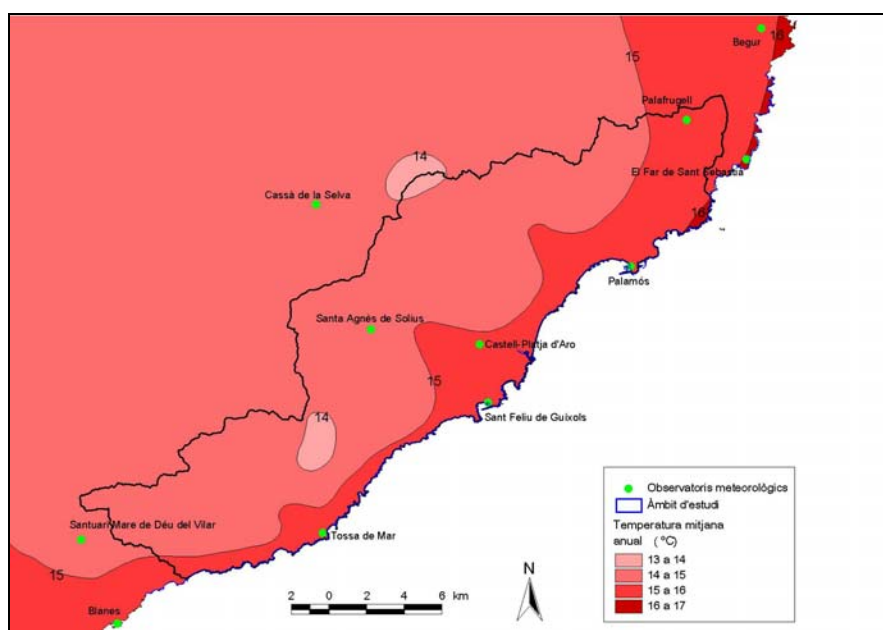 16
Begur
15
Palafrugell
14
El Far de Sant Sebastià
Cassà de la Selva
16
Palamós
Santa Agnès de Solius
Castell-Platja d'Aro
15
14
Sant Feliu de Guíxols
Observatoris meteorològics
Àmbit d'estudi
Santuari Mare de Déu del Vilar
Tossa de Mar
Temperatura mitjana
anual ( ºC)
13 a 14
14 a 15
15 a 16
16 a 17
15
N
2 0 2 4 6 km
Blanes